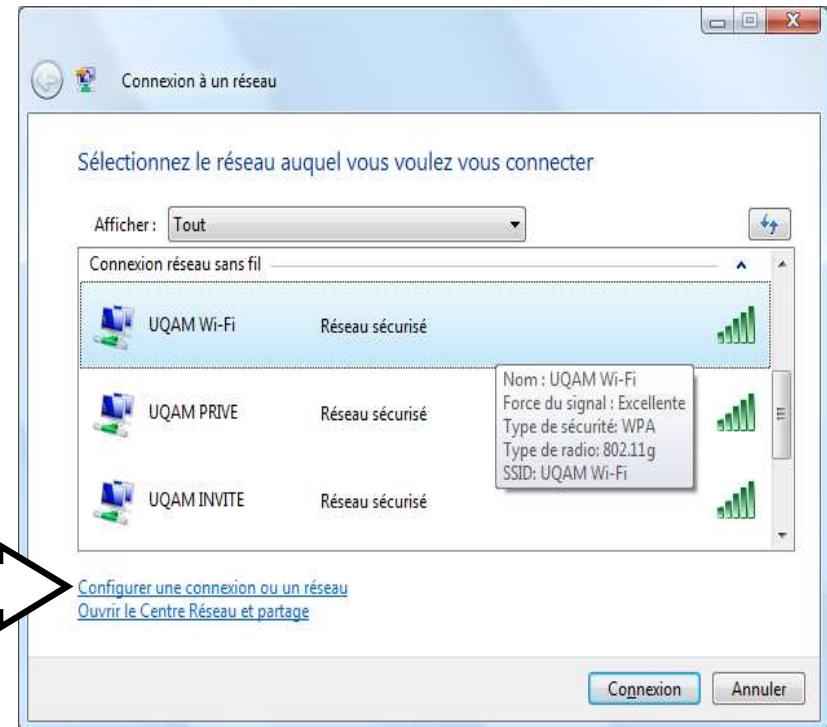 Connexion à un réseau
Sélectionnez le réseau auquel vous voulez vous connecter
Afficher : Tout
Connexion réseau sans fil
UQAM Wi-Fi Réseau sécurisé
Nom : UQAM Wi-Fi
Force du signal : Excellente
Type de sécurité: WPA
Type de radio: 802.11g
SSID: UQAM Wi-Fi
UQAM PRIVE Réseau sécurisé
UQAM INVITE Réseau sécurisé
Configurer une connexion ou un réseau
Ouvrir le Centre Réseau et partage
Connexion Annuler